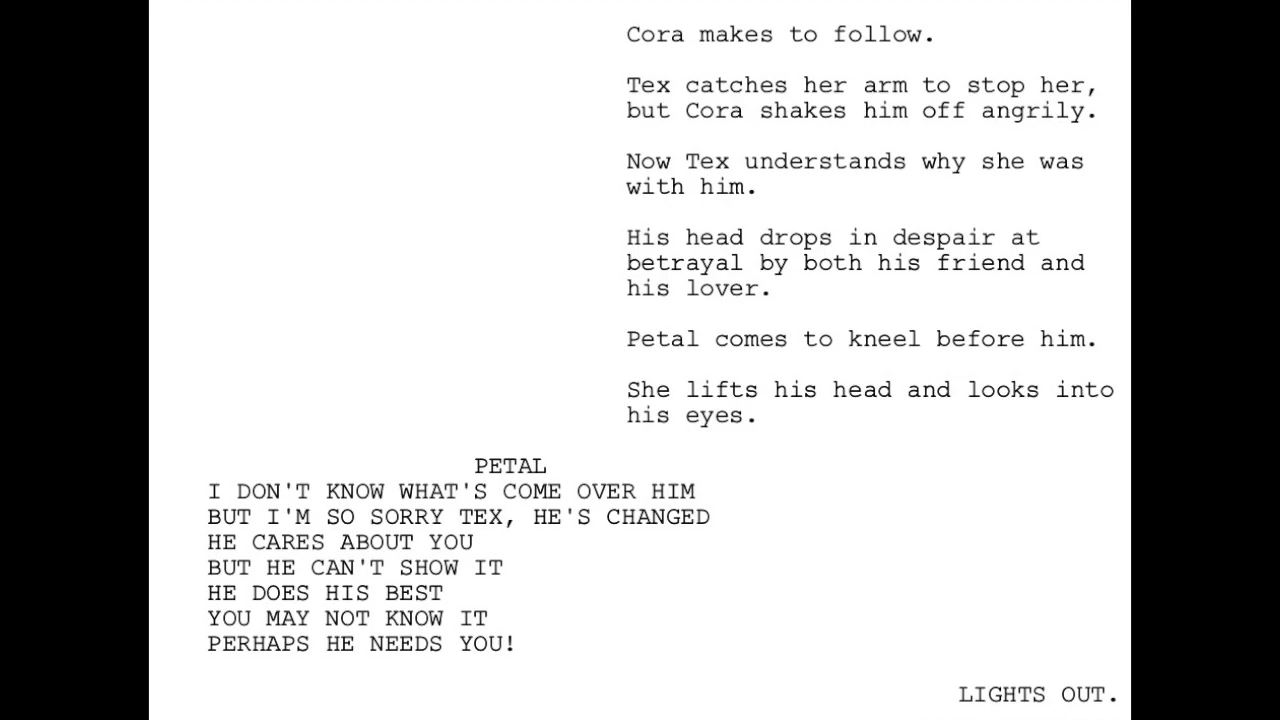 Cora makes to follow.
Tex catches her arm to stop her,
but Cora shakes him off angrily.
Now Tex understands why she was
with him.
His head drops in despair at
betrayal by both his friend and
his lover.
Petal comes to kneel before him.
She lifts his head and looks into
his eyes.
PETAL
I DON'T KNOW WHAT'S COME OVER HIM
BUT I'M SO SORRY TEX, HE'S CHANGED
HE CARES ABOUT YOU
BUT HE CAN'T SHOW IT
HE DOES HIS BEST
YOU MAY NOT KNOW IT
PERHAPS HE NEEDS YOU!
LIGHTS OUT.